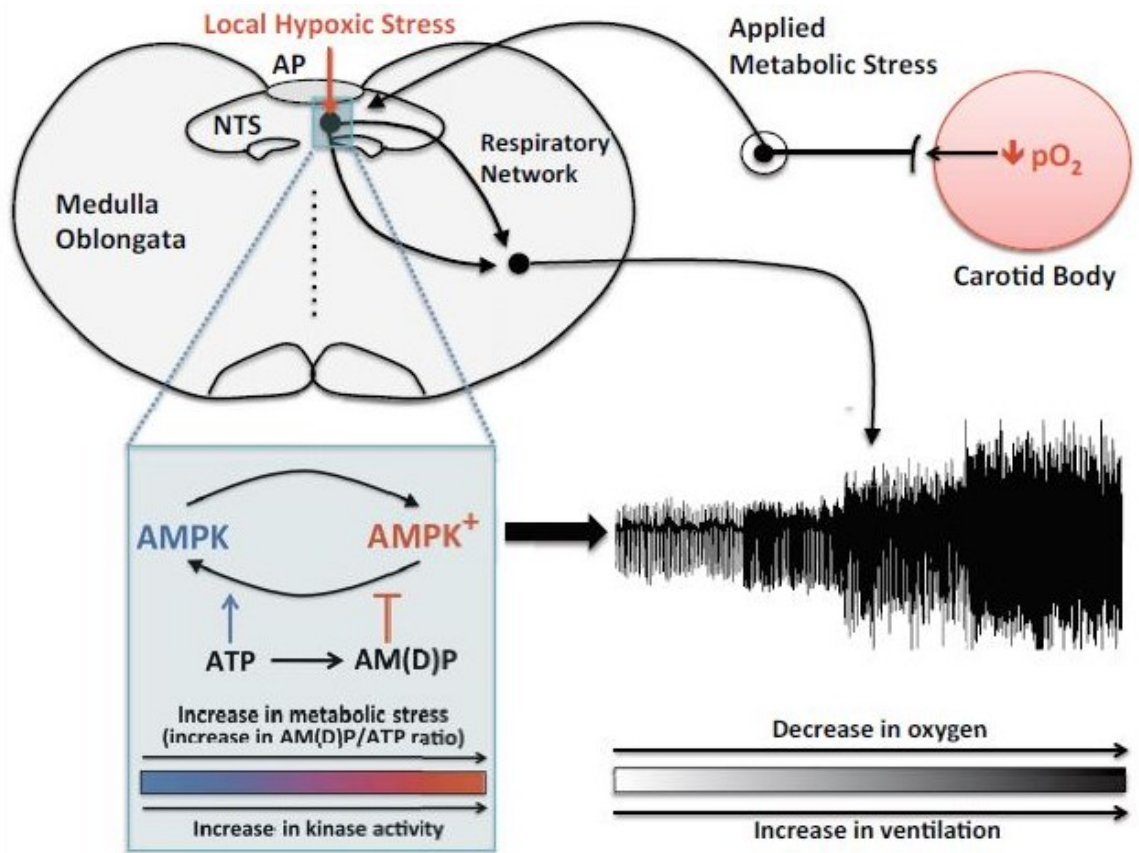 Local Hypoxic Stress
AP
NTS
Medulla
Oblongata
Respiratory
Network
Applied
Metabolic Stress
↓ pO₂
Carotid Body
AMPK
AMPK⁺
ATP
AM(D)P
Increase in metabolic stress
(increase in AM(D)P/ATP ratio)
Increase in kinase activity
Decrease in oxygen
Increase in ventilation